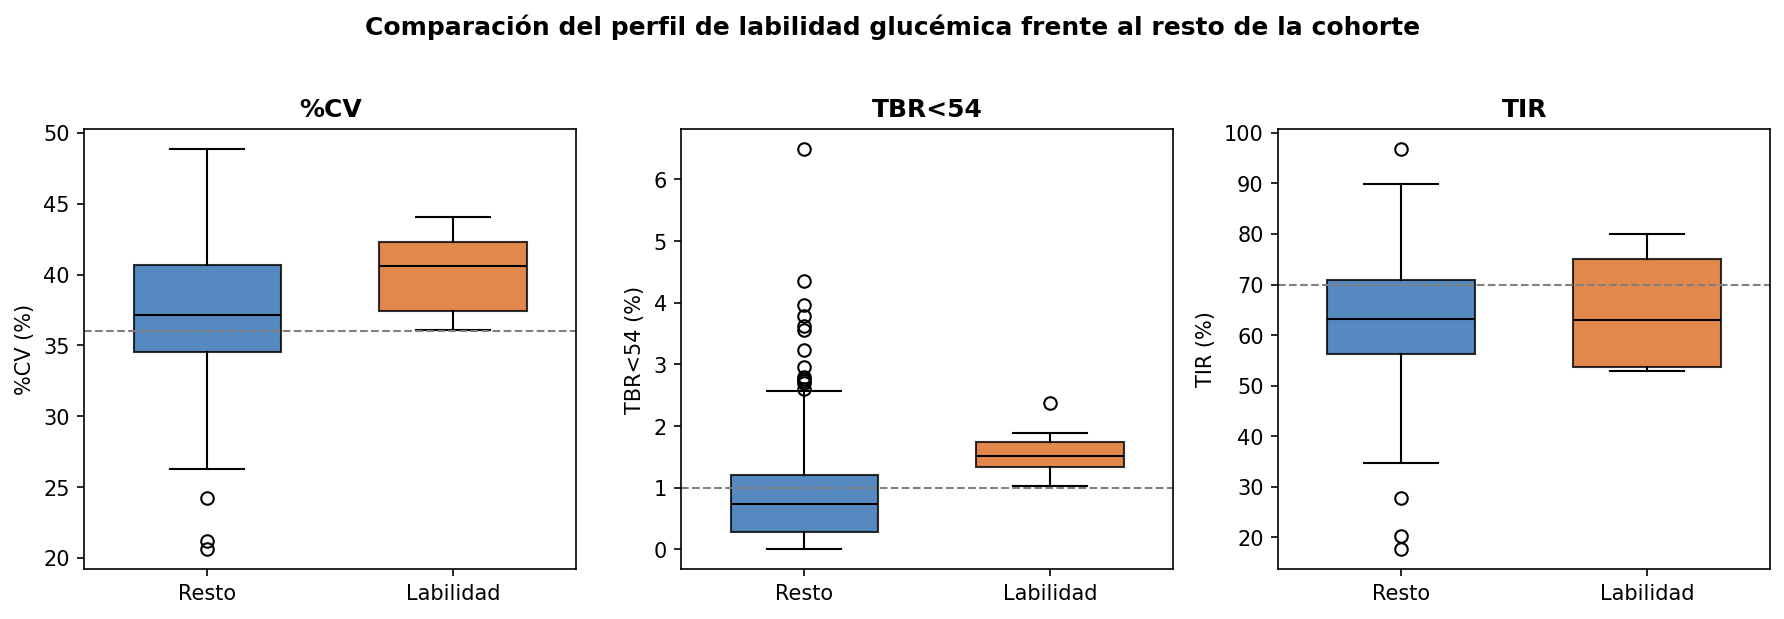 Comparación del perfil de labilidad glucémica frente al resto de la cohorte
%CV
%CV (%)
50
45
40
35
30
25
20
Resto
Labilidad
TBR<54
TBR<54 (%)
6
5
4
3
2
1
0
Resto
Labilidad
TIR
TIR (%)
100
90
80
70
60
50
40
30
20
Resto
Labilidad